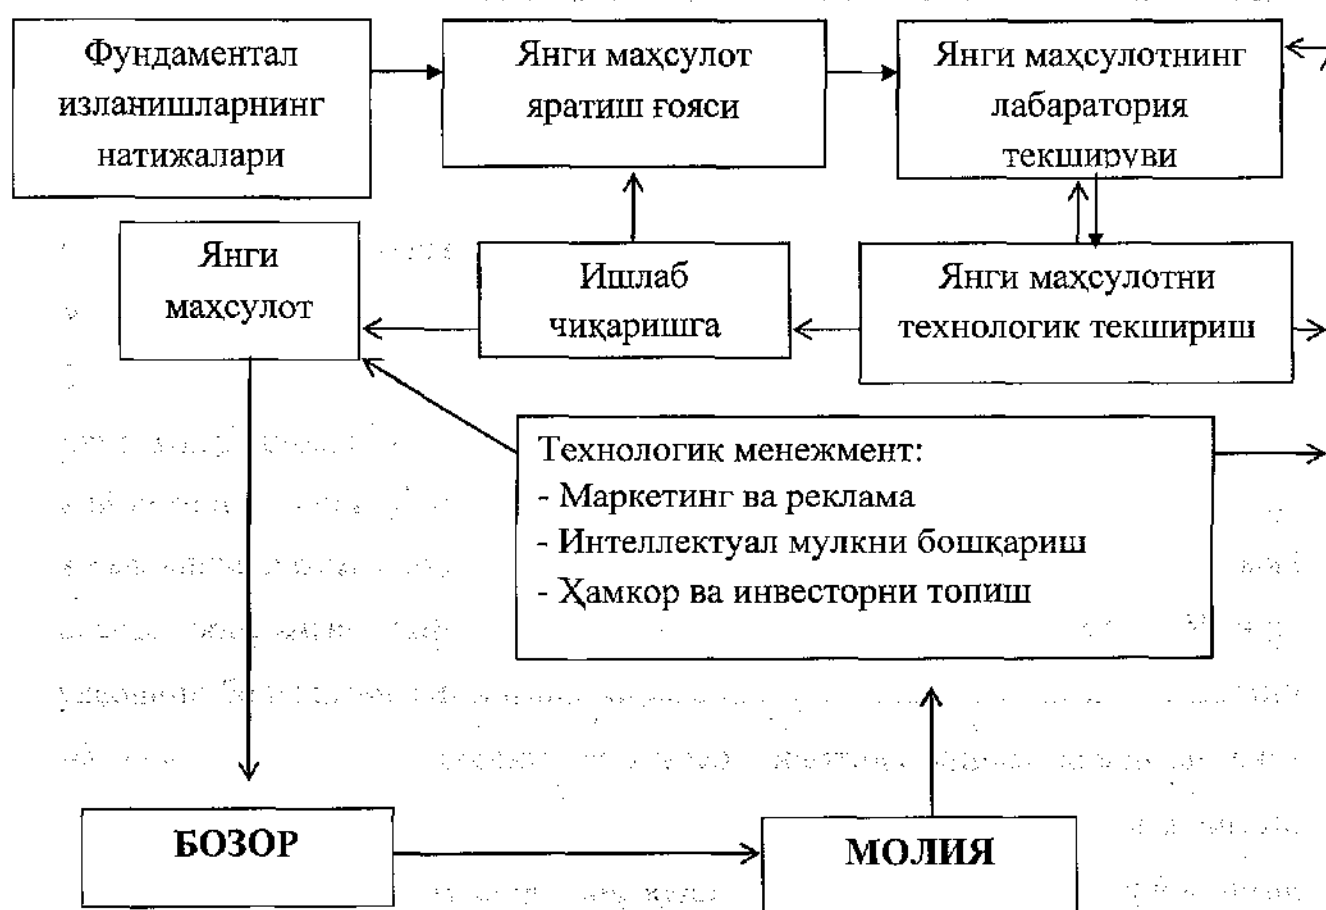 Фундаментал
изланишларнинг
натижалари
Янги маҳсулот
яратиш ғояси
Янги маҳсулотнинг
лабаратория
текшируви
Янги
маҳсулот
Ишлаб
чиқаришга
Янги маҳсулотни
технологик текшириш
Технологик менежмент:
- Маркетинг ва реклама
- Интеллектуал мулкни бошқариш
- Ҳамкор ва инвесторни топиш
БОЗОР
МОЛИЯ